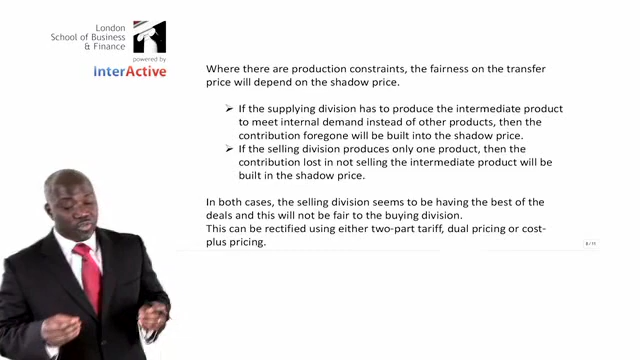 London
School of Business
& Finance
powered by
InterActive
Where there are production constraints, the fairness on the transfer
price will depend on the shadow price.
➢ If the supplying division has to produce the intermediate product
to meet internal demand instead of other products, then the
contribution foregone will be built into the shadow price.
➢ If the selling division produces only one product, then the
contribution lost in not selling the intermediate product will be
built in the shadow price.
In both cases, the selling division seems to be having the best of the
deals and this will not be fair to the buying division.
This can be rectified using either two-part tariff, dual pricing or cost-
plus pricing.
8 / 11